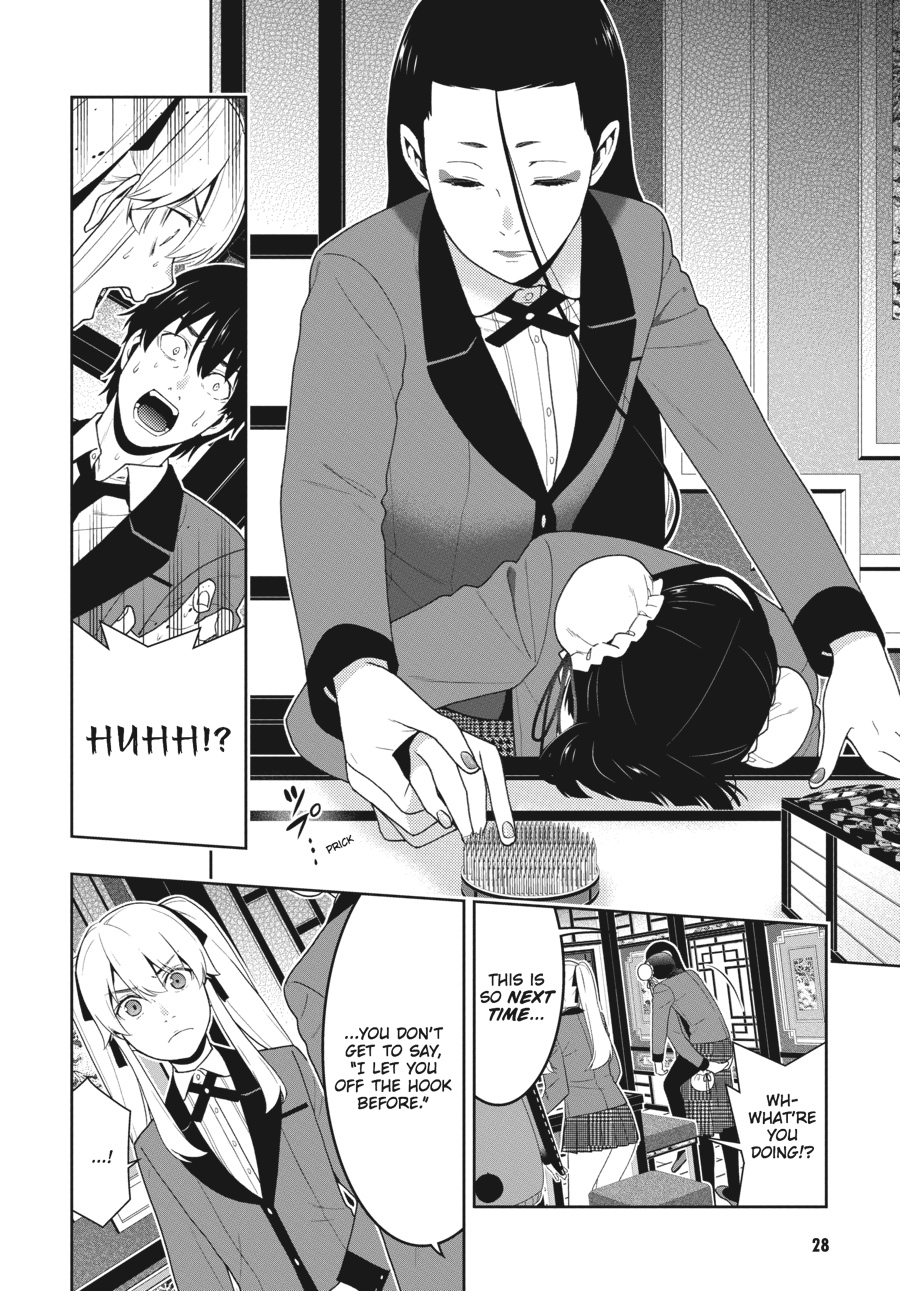 ツプ
PRICK
HUHH!?
WH-
WHAT'RE
YOU
DOING!?
THIS IS
SO NEXT
TIME...
...YOU DON'T
GET TO SAY,
"I LET YOU
OFF THE HOOK
BEFORE."
...!
28